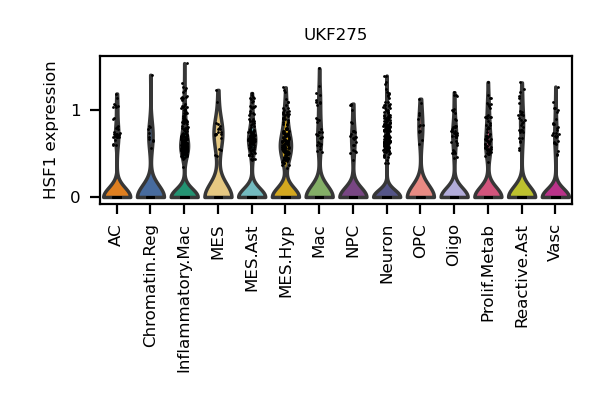 UKF275
HSF1 expression
1
0
AC
Chromatin.Reg
Inflammatory.Mac
MES
MES.Ast
MES.Hyp
Mac
NPC
Neuron
OPC
Oligo
Prolif.Metab
Reactive.Ast
Vasc